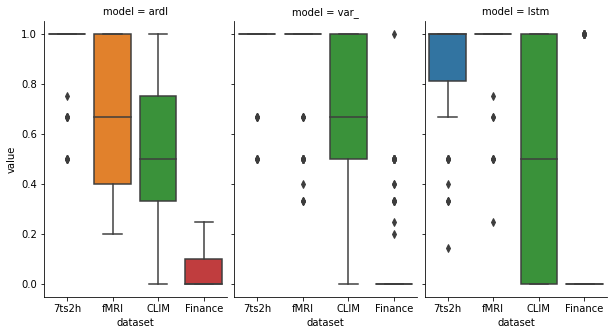 model = ardl
model = var_
model = lstm
value
1.0
0.8
0.6
0.4
0.2
0.0
7ts2h fMRI CLIM Finance
7ts2h fMRI CLIM Finance
7ts2h fMRI CLIM Finance
dataset
dataset
dataset